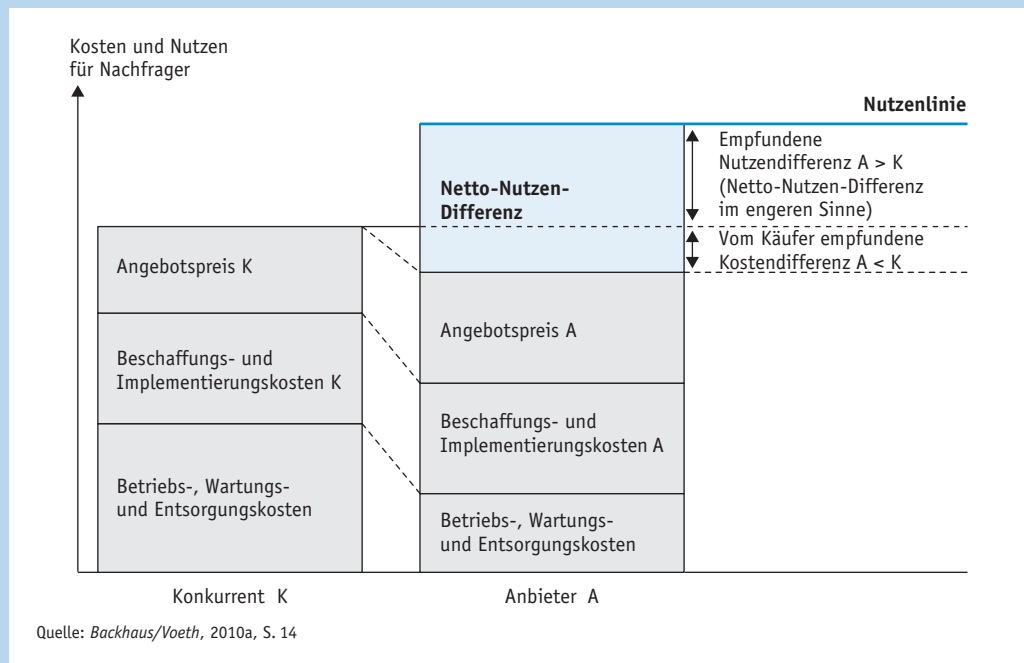 Kosten und Nutzen
für Nachfrager
Nutzenlinie
Empfundene
Nutzendifferenz A > K
(Netto-Nutzen-Differenz
im engeren Sinne)
Netto-Nutzen-
Differenz
Vom Käufer empfundene
Kostendifferenz A < K
Angebotspreis K
Angebotspreis A
Beschaffungs- und
Implementierungskosten K
Beschaffungs- und
Implementierungskosten A
Betriebs-, Wartungs-
und Entsorgungskosten
Betriebs-, Wartungs-
und Entsorgungskosten
Konkurrent K
Anbieter A
Quelle: Backhaus/Voeth, 2010a, S. 14